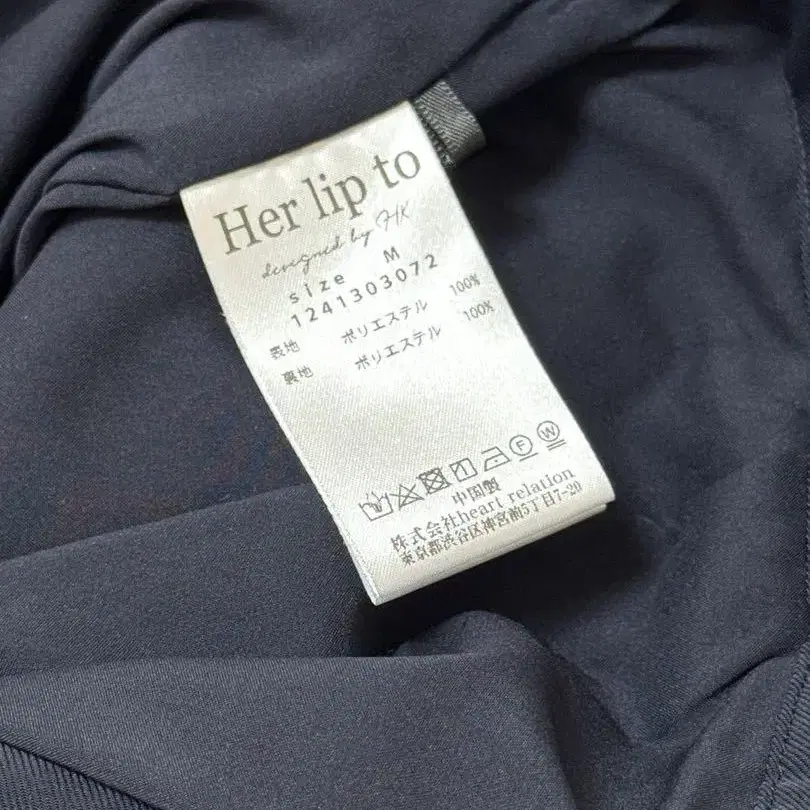 Her lip to
designed by HK
size M
1241303072
表地 ポリエステル 100%
裏地 ポリエステル 100%
中国製
株式会社heart relation
東京都渋谷区神宮前5丁目7-20